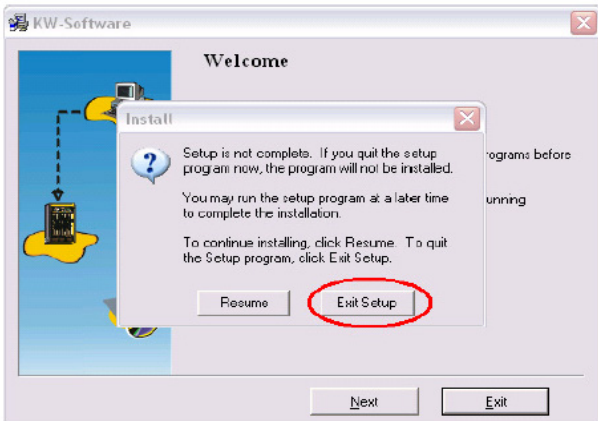 KW-Software
Welcome
Install
Setup is not complete. If you quit the setup
program now, the program will not be installed.
You may run the setup program at a later time
to complete the installation.
To continue installing, click Resume. To quit
the Setup program, click Exit Setup.
Resume
Exit Setup
rograms before
unning
Next
Exit